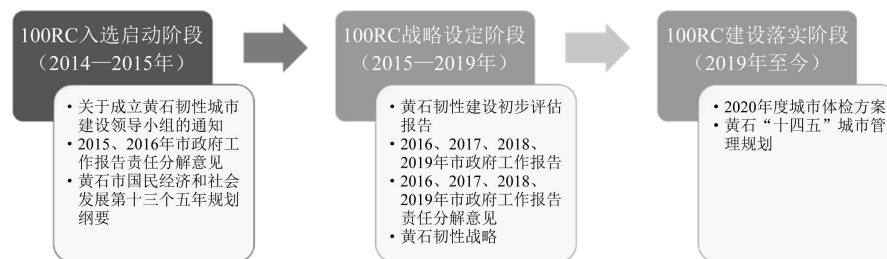 100RC入选启动阶段
（2014—2015年）
• 关于成立黄石韧性城市
建设领导小组的通知
• 2015、2016年市政府工
作报告责任分解意见
• 黄石市国民经济和社会
发展第十三个五年规划
纲要
100RC战略设定阶段
（2015—2019年）
• 黄石韧性建设初步评估
报告
• 2016、2017、2018、
2019年市政府工作报告
• 2016、2017、2018、
2019年市政府工作报告
责任分解意见
• 黄石韧性战略
100RC建设落实阶段
（2019年至今）
• 2020年度城市体检方案
• 黄石“十四五”城市管
理规划